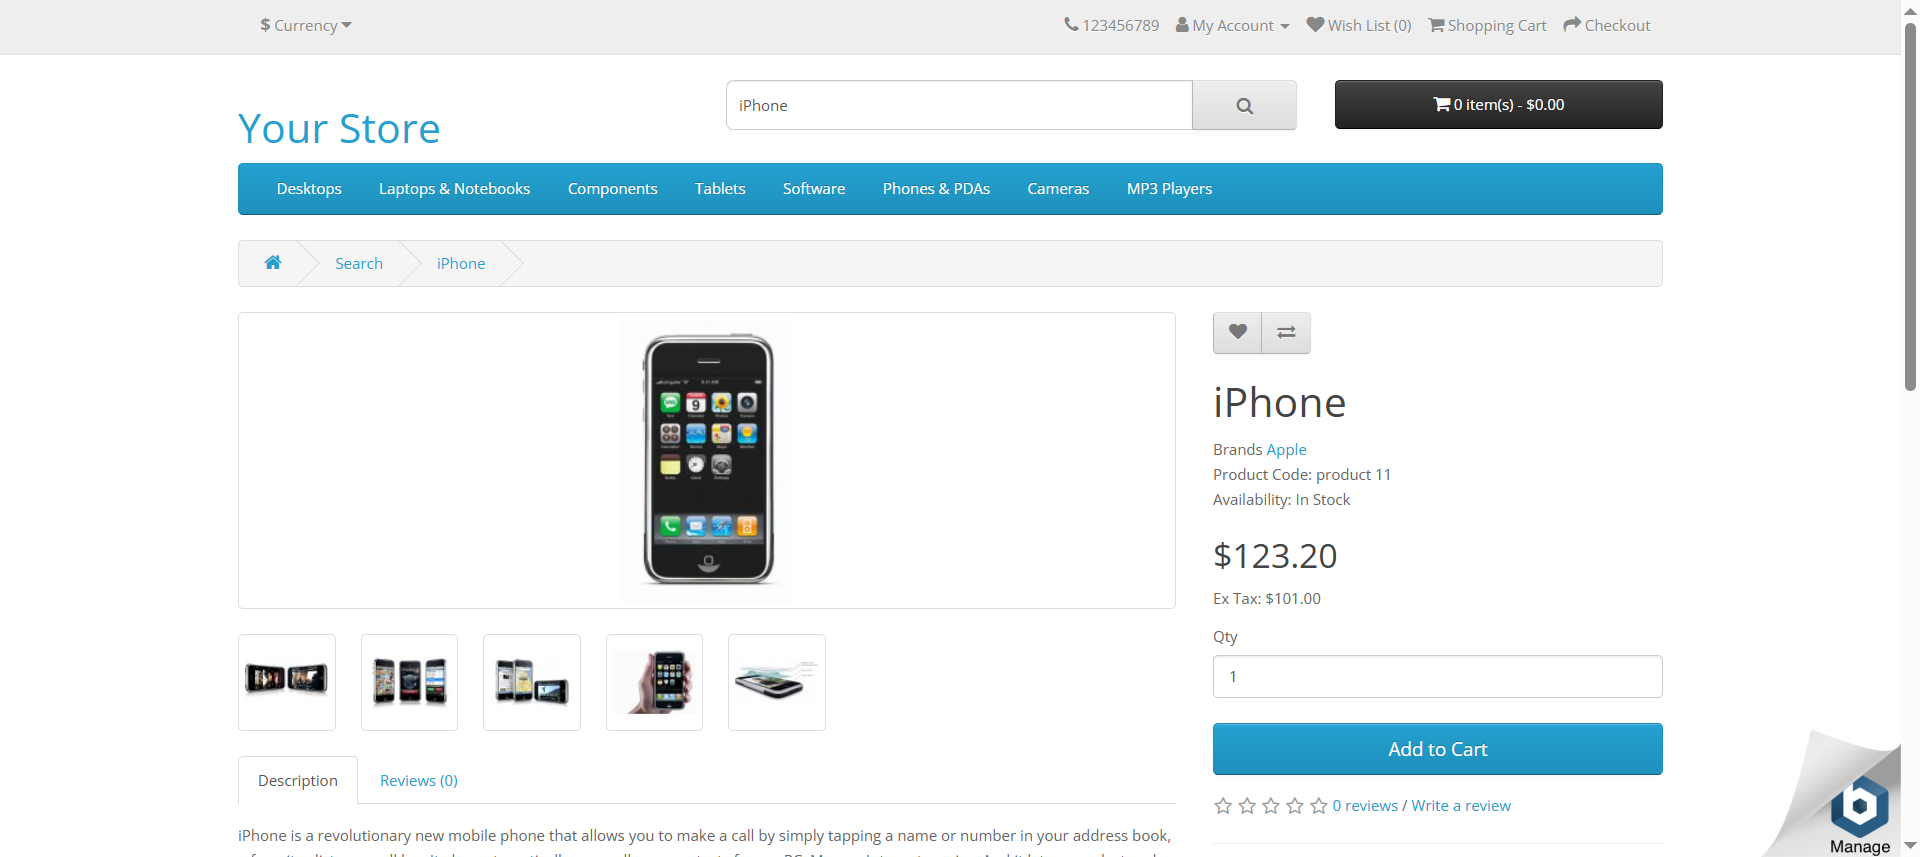 $ Currency
123456789 My Account Wish List (0) Shopping Cart Checkout
Your Store
iPhone
0 item(s) - $0.00
Desktops Laptops & Notebooks Components Tablets Software Phones & PDAs Cameras MP3 Players
Search iPhone
iPhone
Brands Apple
Product Code: product 11
Availability: In Stock
$123.20
Ex Tax: $101.00
Qty
1
Add to Cart
0 reviews / Write a review
Description Reviews (0)
iPhone is a revolutionary new mobile phone that allows you to make a call by simply tapping a name or number in your address book,
b
Manage